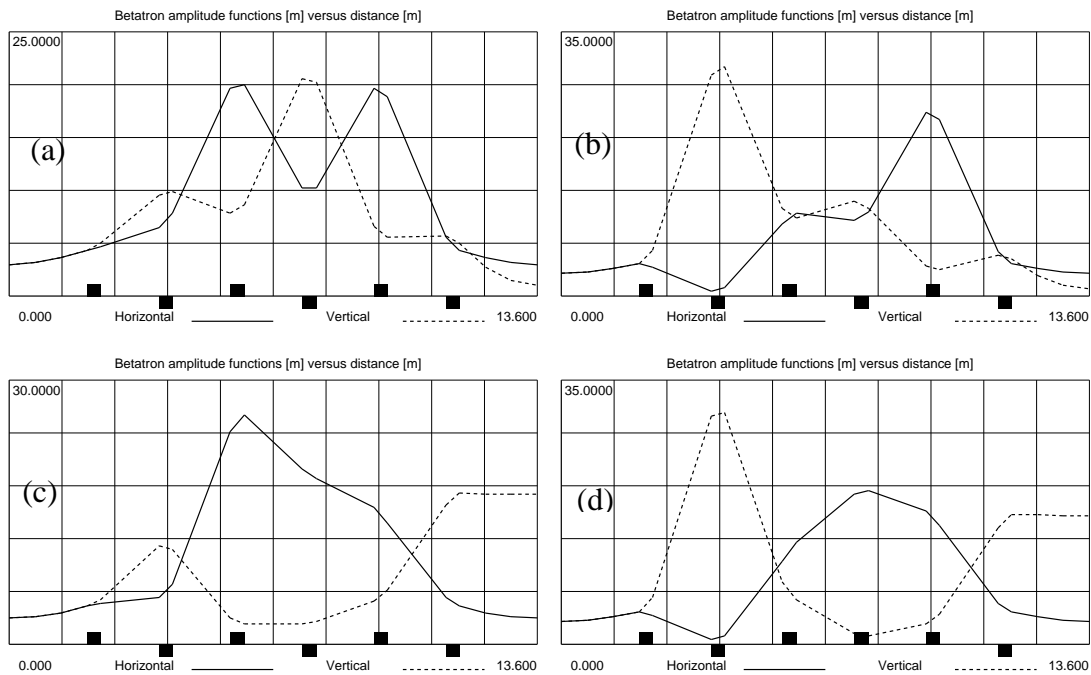 Betatron amplitude functions [m] versus distance [m]
25.0000
(a)
0.000 Horizontal Vertical 13.600
Betatron amplitude functions [m] versus distance [m]
35.0000
(b)
0.000 Horizontal Vertical 13.600
Betatron amplitude functions [m] versus distance [m]
30.0000
(c)
0.000 Horizontal Vertical 13.600
Betatron amplitude functions [m] versus distance [m]
35.0000
(d)
0.000 Horizontal Vertical 13.600